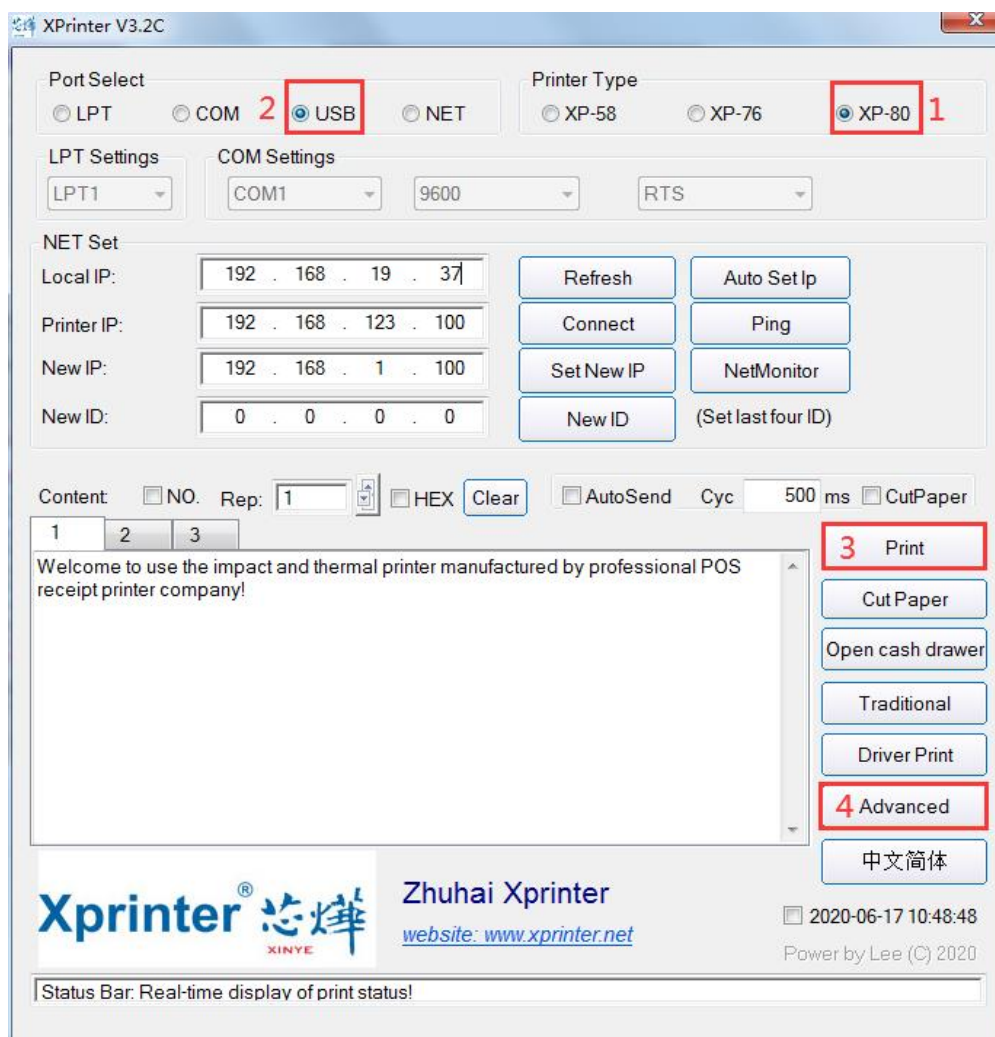 XPrinter V3.2C
Port Select
LPT COM 2 USB NET
Printer Type
XP-58 XP-76 XP-80 1
LPT Settings
LPT1
COM Settings
COM1 9600 RTS
NET Set
Local IP: 192 . 168 . 19 . 37 Refresh Auto Set Ip
Printer IP: 192 . 168 . 123 . 100 Connect Ping
New IP: 192 . 168 . 1 . 100 Set New IP NetMonitor
New ID: 0 . 0 . 0 . 0 New ID (Set last four ID)
Content: NO. Rep: 1 HEX Clear AutoSend Cyc 500 ms CutPaper
1 2 3
Welcome to use the impact and thermal printer manufactured by professional POS
receipt printer company!
3 Print
Cut Paper
Open cash drawer
Traditional
Driver Print
4 Advanced
中文简体
Xprinter® 芯烨
XINYE
Zhuhai Xprinter
website: www.xprinter.net
2020-06-17 10:48:48
Power by Lee (C) 2020
Status Bar: Real-time display of print status!